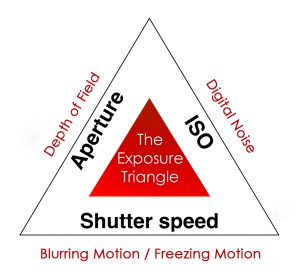 Depth of Field
Aperture
ISO
Digital Noise
The
Exposure
Triangle
Shutter speed
Blurring Motion / Freezing Motion